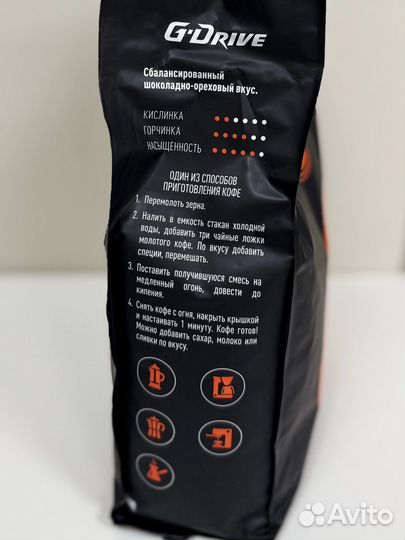 G-DRIVE
Сбалансированный
шоколадно-ореховый вкус.
КИСЛИНКА
ГОРЧИНКА
НАСЫЩЕННОСТЬ
ОДИН ИЗ СПОСОБОВ
ПРИГОТОВЛЕНИЯ КОФЕ
1. Перемолоть зерна.
2. Налить в емкость стакан холодной
воды, добавить три чайные ложки
молотого кофе. По вкусу добавить
специи, перемешать.
3. Поставить получившуюся смесь на
медленный огонь, довести до
кипения.
4. Снять кофе с огня, накрыть крышкой
и настаивать 1 минуту. Кофе готов!
Можно добавить сахар, молоко или
сливки по вкусу.
Avito